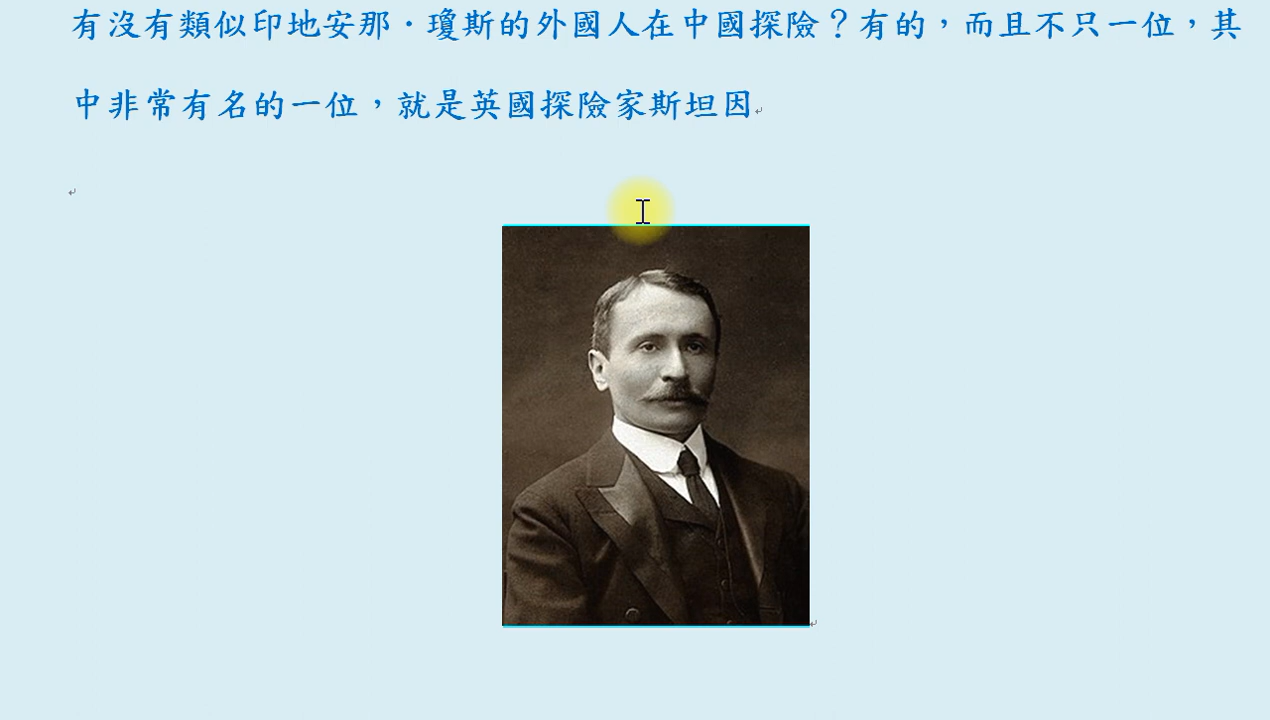 有沒有類似印地安那．瓊斯的外國人在中國探險？有的，而且不只一位，其
中非常有名的一位，就是英國探險家斯坦因